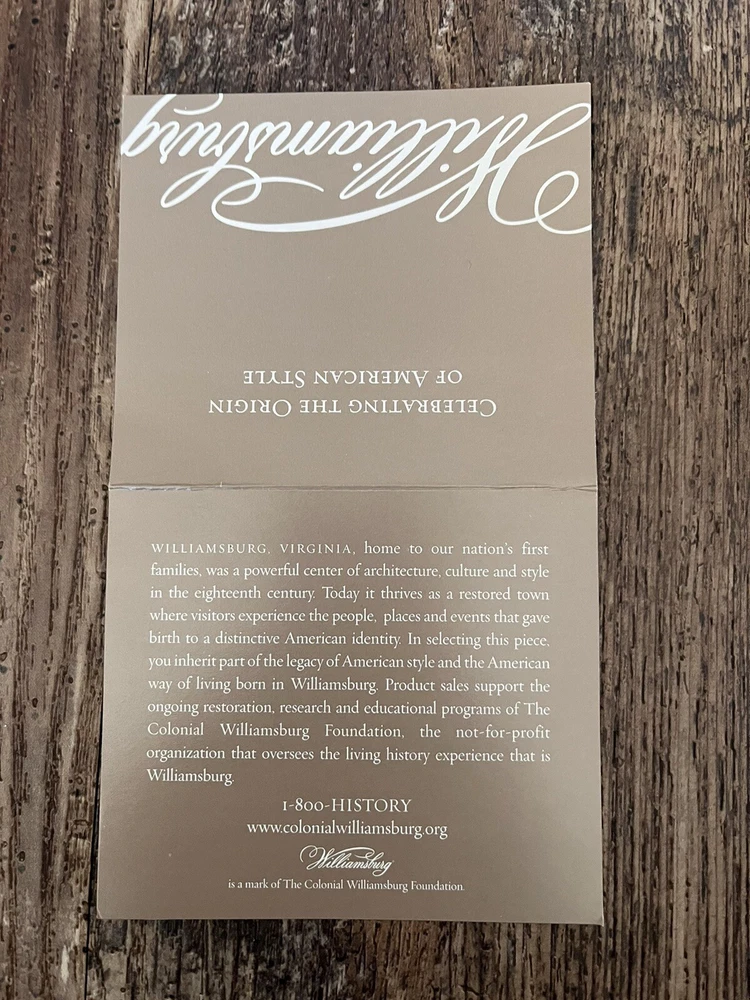 Williamsburg
CELEBRATING THE ORIGIN
OF AMERICAN STYLE
WILLIAMSBURG, VIRGINIA, home to our nation's first
families, was a powerful center of architecture, culture and style
in the eighteenth century. Today it thrives as a restored town
where visitors experience the people, places and events that gave
birth to a distinctive American identity. In selecting this piece,
you inherit part of the legacy of American style and the American
way of living born in Williamsburg. Product sales support the
ongoing restoration, research and educational programs of The
Colonial Williamsburg Foundation, the not-for-profit
organization that oversees the living history experience that is
Williamsburg.
1-800-HISTORY
www.colonialwilliamsburg.org
Williamsburg
is a mark of The Colonial Williamsburg Foundation.